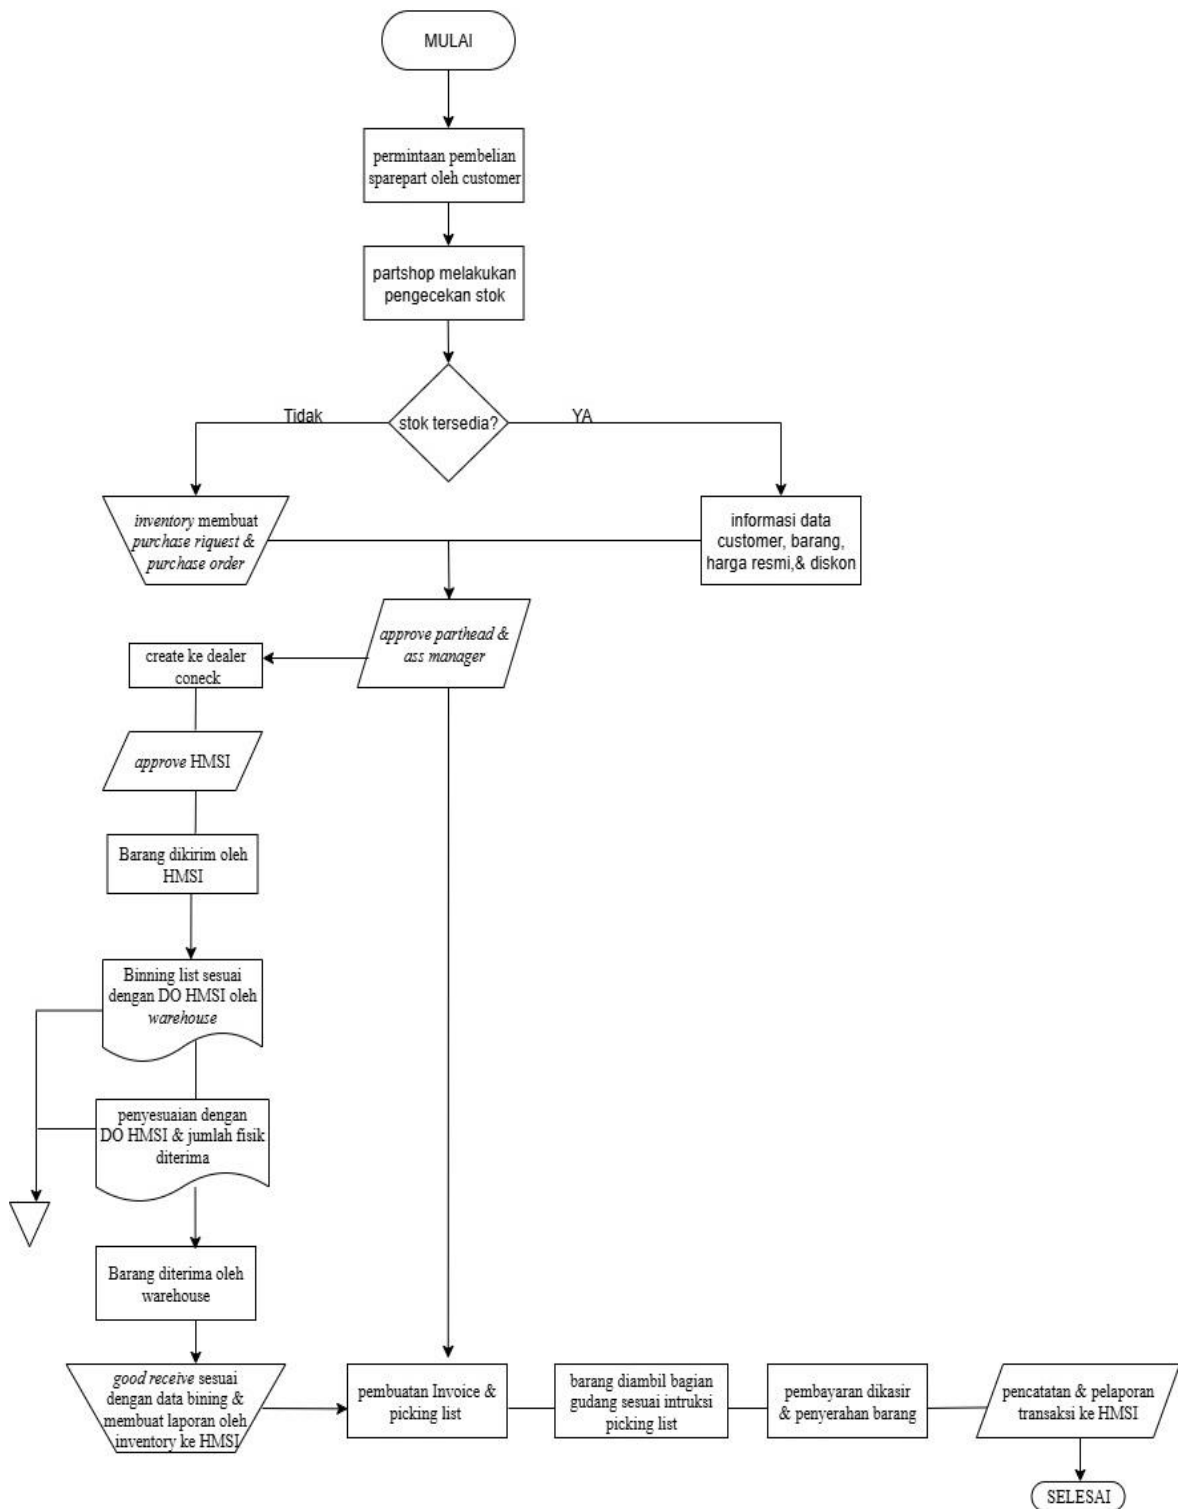 MULAI
permintaan pembelian
sparepart oleh customer
partshop melakukan
pengecekan stok
stok tersedia?
Tidak
YA
inventory membuat
purchase riquest &
purchase order
informasi data
customer, barang,
harga resmi,& diskon
approve parthead &
ass manager
create ke dealer
coneck
approve HMSI
Barang dikirim oleh
HMSI
Binning list sesuai
dengan DO HMSI oleh
warehouse
penyesuaian dengan
DO HMSI & jumlah fisik
diterima
Barang diterima oleh
warehouse
good receive sesuai
dengan data bining &
membuat laporan oleh
inventory ke HMSI
pembuatan Invoice &
picking list
barang diambil bagian
gudang sesuai intruksi
picking list
pembayaran dikasir
& penyerahan barang
pencatatan & pelaporan
transaksi ke HMSI
SELESAI